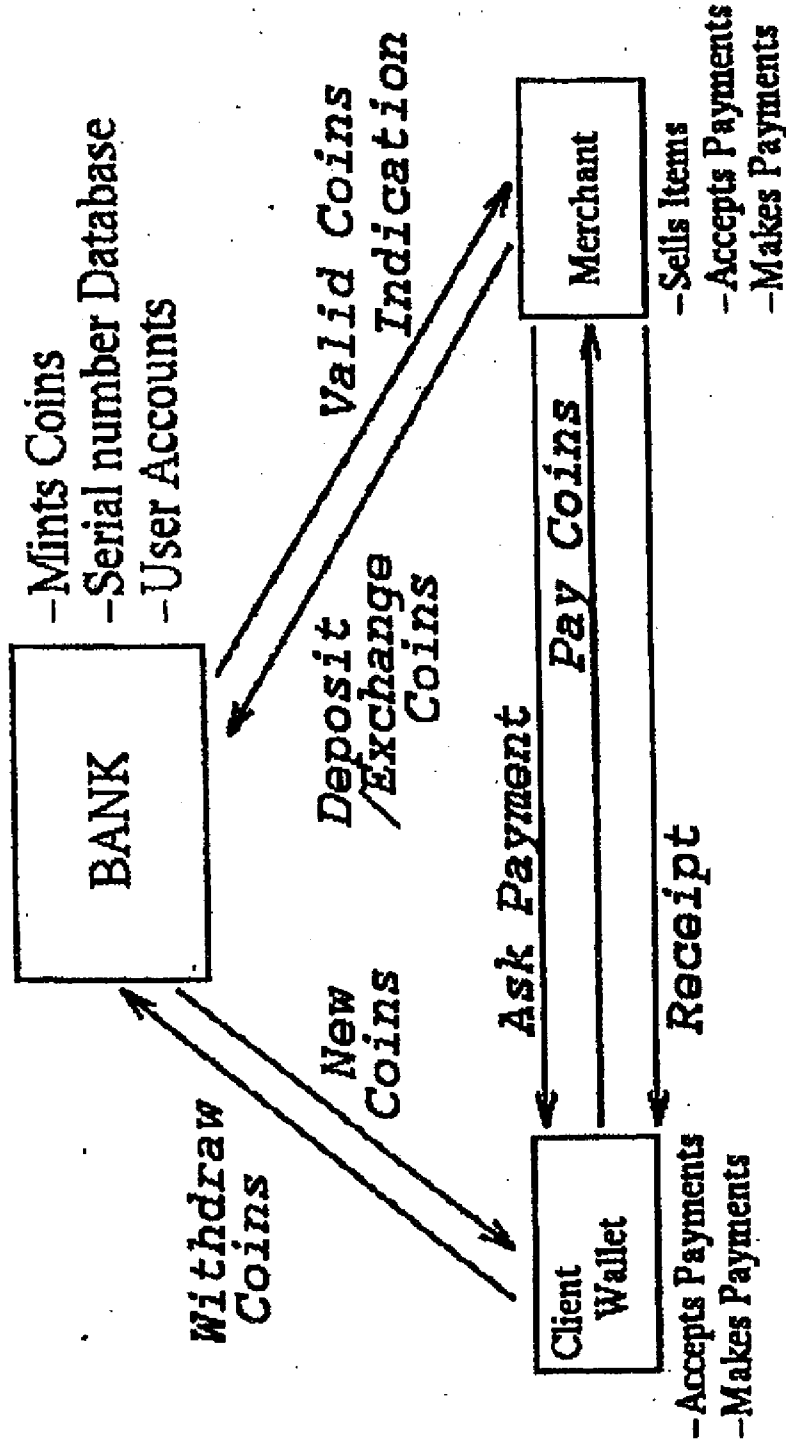 BANK
-Mints Coins
-Serial number Database
-User Accounts
Withdraw
Coins
New
Coins
Deposit
/Exchange
Coins
Valid Coins
Indication
Client
Wallet
-Accepts Payments
-Makes Payments
Ask Payment
Pay Coins
Receipt
Merchant
-Sells Items
-Accepts Payments
-Makes Payments